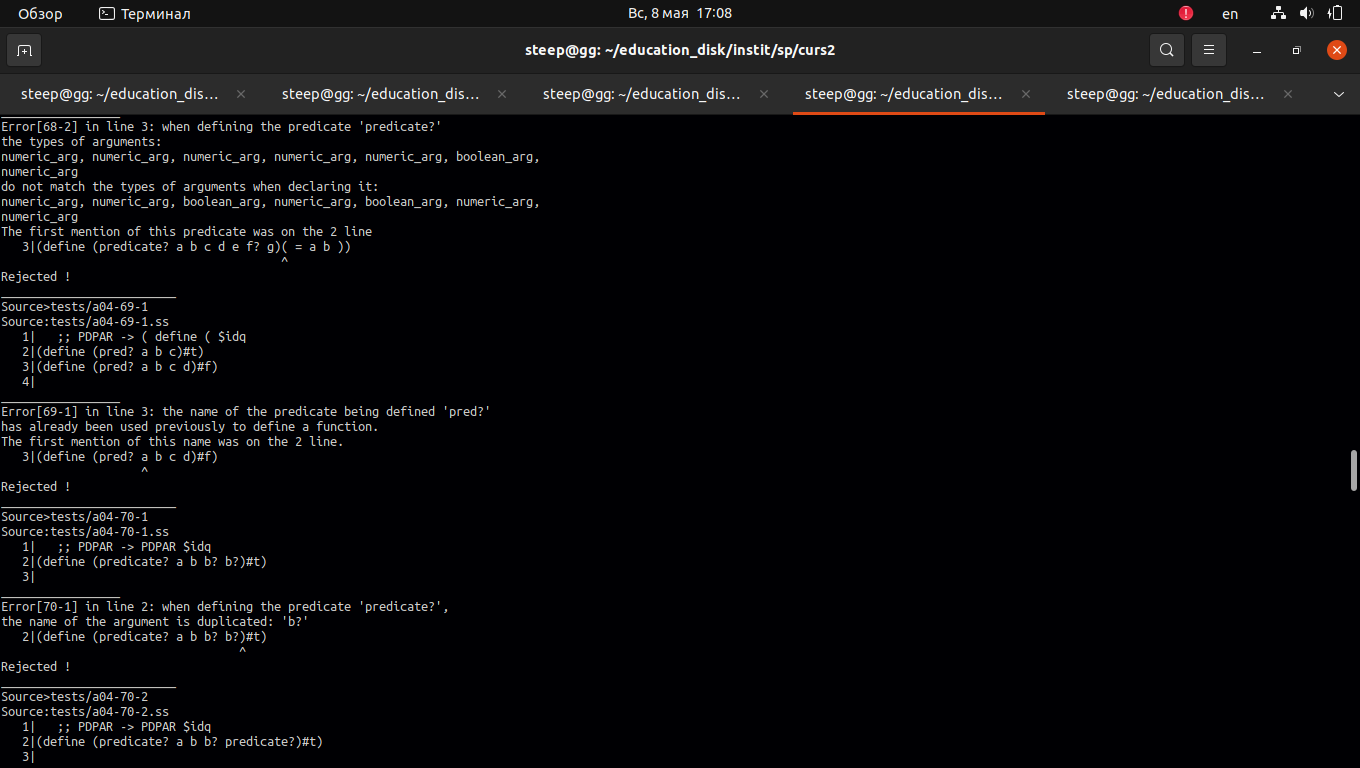 Обзор Терминал Вс, 8 мая 17:08 en
steep@gg: ~/education_disk/instit/sp/curs2
steep@gg: ~/education_dis… steep@gg: ~/education_dis… steep@gg: ~/education_dis… steep@gg: ~/education_dis… steep@gg: ~/education_dis…
_________________
Error[68-2] in line 3: when defining the predicate 'predicate?'
the types of arguments:
numeric_arg, numeric_arg, numeric_arg, numeric_arg, numeric_arg, boolean_arg,
numeric_arg
do not match the types of arguments when declaring it:
numeric_arg, numeric_arg, boolean_arg, numeric_arg, boolean_arg, numeric_arg,
numeric_arg
The first mention of this predicate was on the 2 line
   3|(define (predicate? a b c d e f? g)( = a b ))
                                        ^
Rejected !
_________________________
Source>tests/a04-69-1
Source:tests/a04-69-1.ss
   1|   ;; PDPAR -> ( define ( $idq
   2|(define (pred? a b c)#t)
   3|(define (pred? a b c d)#f)
   4|
_________________
Error[69-1] in line 3: the name of the predicate being defined 'pred?'
has already been used previously to define a function.
The first mention of this name was on the 2 line.
   3|(define (pred? a b c d)#f)
                    ^
Rejected !
_________________________
Source>tests/a04-70-1
Source:tests/a04-70-1.ss
   1|   ;; PDPAR -> PDPAR $idq
   2|(define (predicate? a b b? b?)#t)
   3|
_________________
Error[70-1] in line 2: when defining the predicate 'predicate?',
the name of the argument is duplicated: 'b?'
   2|(define (predicate? a b b? b?)#t)
                                  ^
Rejected !
_________________________
Source>tests/a04-70-2
Source:tests/a04-70-2.ss
   1|   ;; PDPAR -> PDPAR $idq
   2|(define (predicate? a b b? predicate?)#t)
   3|